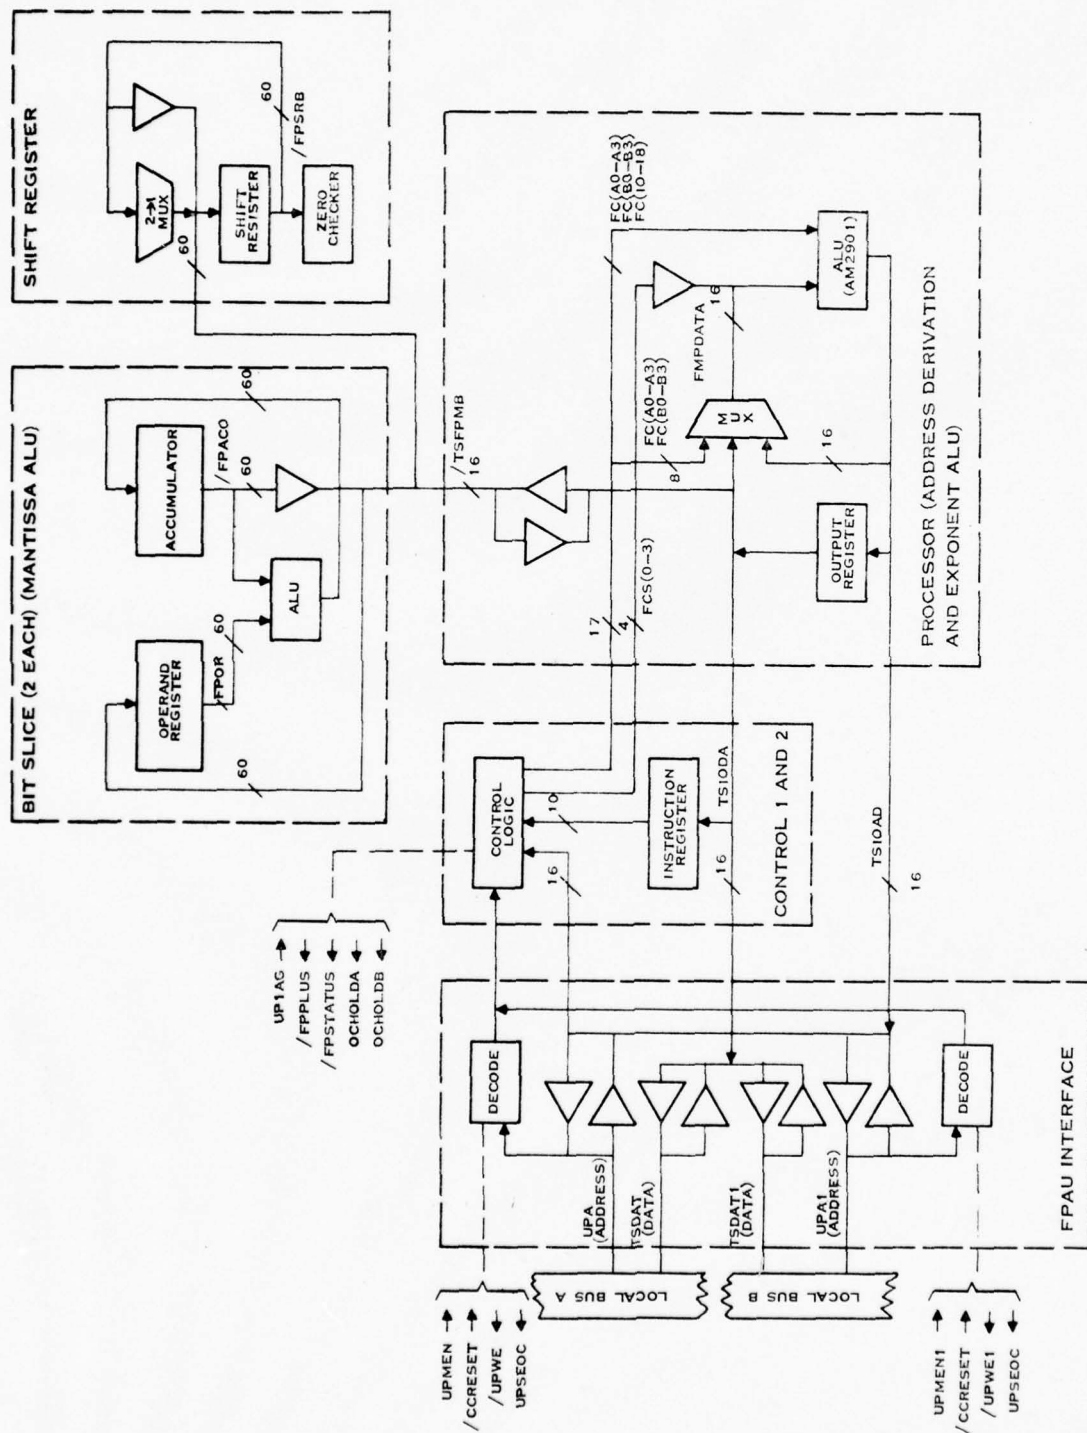 SHIFT REGISTER
2→1
MUX
60
SHIFT
RESISTER
ZERO
CHECKER
60
/FPSRB
BIT SLICE (2 EACH) (MANTISSA ALU)
OPERAND
REGISTER
FPOR
60
60
ACCUMULATOR
/FPACO
60
60
ALU
/TSFPMB
16
FC(A0-A3)
FC(B0-B3)
FC(10-18)
FC(A0-A3)
FC(B0-B3)
8
FMPDATA
16
MUX
16
ALU
(AM2901)
OUTPUT
REGISTER
17
4
FCS(0-3)
PROCESSOR (ADDRESS DERIVATION
AND EXPONENT ALU)
UP1AG
/FPPLUS
/FPSTATUS
OCHOLDA
OCHOLDB
CONTROL
LOGIC
16
10
INSTRUCTION
REGISTER
TSIODA
16
CONTROL 1 AND 2
TSIOAD
16
DECODE
DECODE
UPA
(ADDRESS)
TSDAT
(DATA)
TSDAT1
(DATA)
UPA1
(ADDRESS)
FPAU INTERFACE
LOCAL BUS A
LOCAL BUS B
UPMEN
/CCRESET
/UPWE
UPSEOC
UPMEN1
/CCRESET
/UPWE1
UPSEOC